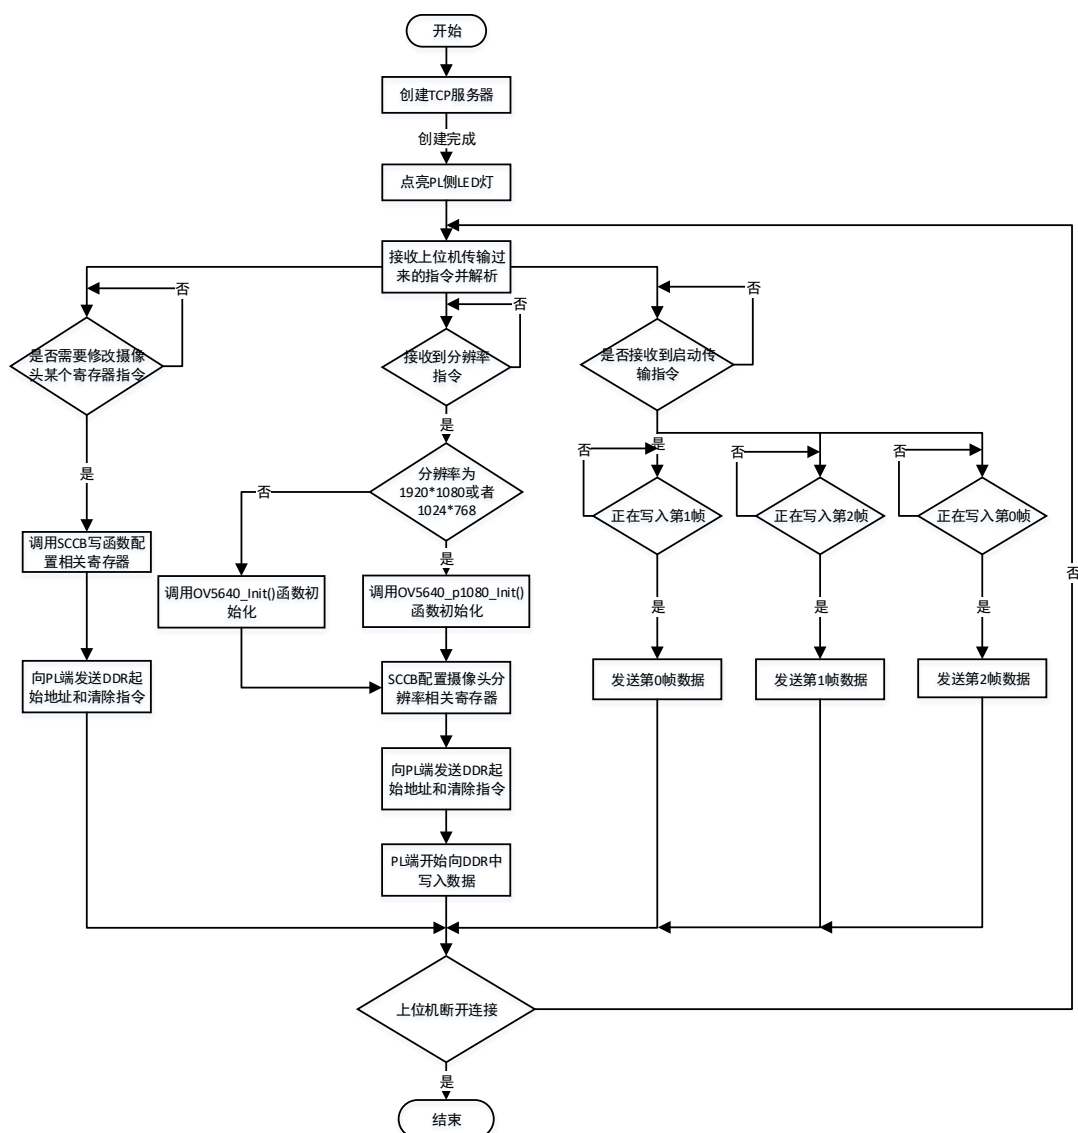 开始
创建TCP服务器
创建完成
点亮PL侧LED灯
接收上位机传输过
来的指令并解析
否
否
否
是否需要修改摄像
头某个寄存器指令
接收到分辨率
指令
是否接收到启动传
输指令
是
是
是
否
否
否
分辨率为
1920*1080或者
1024*768
否
正在写入第1帧
正在写入第2帧
正在写入第0帧
调用SCCB写函数配
置相关寄存器
是
否
调用OV5640_Init()函数初
始化
调用OV5640_p1080_Init()
函数初始化
是
是
是
向PL端发送DDR起
始地址和清除指令
SCCB配置摄像头分
辨率相关寄存器
发送第0帧数据
发送第1帧数据
发送第2帧数据
向PL端发送DDR起
始地址和清除指令
PL端开始向DDR中
写入数据
上位机断开连接
是
结束